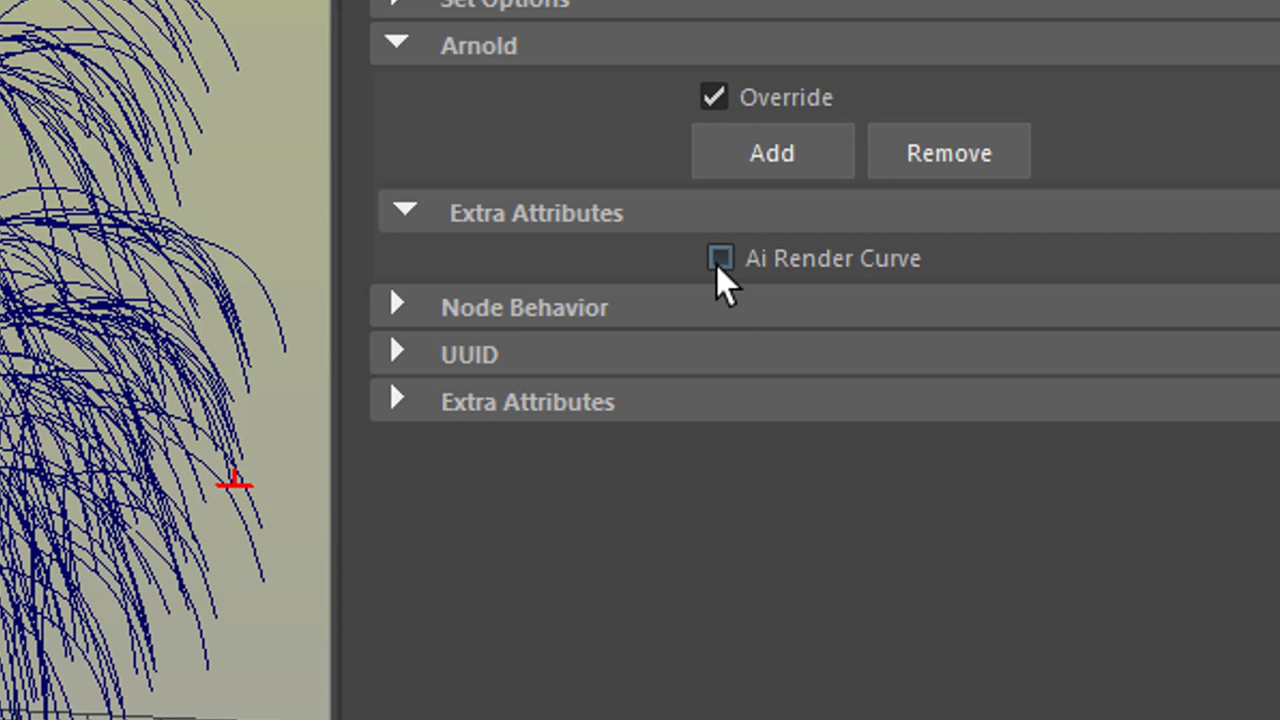 Set Options
Arnold
Override
Add Remove
Extra Attributes
Ai Render Curve
Node Behavior
UUID
Extra Attributes